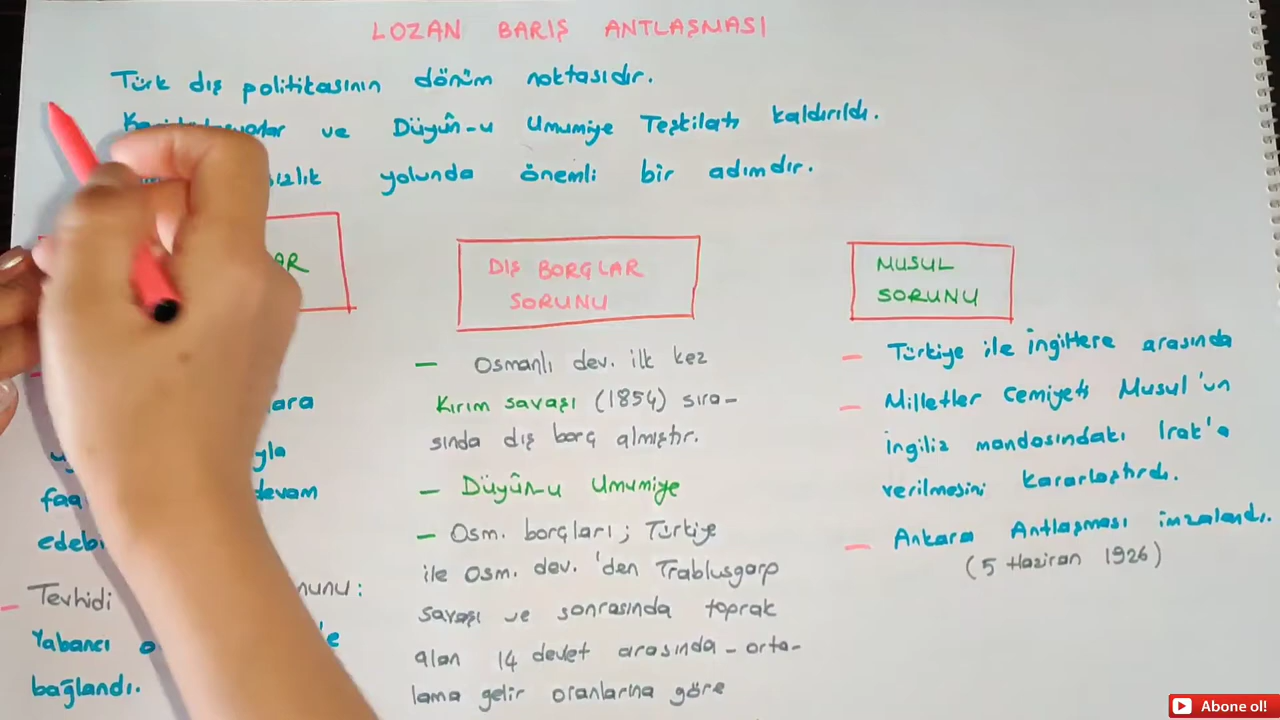 LOZAN BARIŞ ANTLAŞMASI
Türk dış politikasının dönüm noktasıdır.
ve Düyûn-u Umumiye Teşkilatı kaldırıldı.
yolunda önemli bir adımdır.
DIŞ BORÇLAR
SORUNU
- Osmanlı dev. ilk kez
Kırım savaşı (1854) sıra-
sında dış borç almıştır.
- Düyûn-u Umumiye
- Osm. borçları; Türkiye
ile Osm. dev.'den Trablusgarp
savaşı ve sonrasında toprak
alan 14 devlet arasında - orta-
lama gelir oranlarına göre
MUSUL
SORUNU
- Türkiye ile İngiltere arasında
- Milletler Cemiyeti Musul'un
İngiliz mandasındaki Irak'a
verilmesini kararlaştırdı.
- Ankara Antlaşması imzalandı.
(5 Haziran 1926)
devam
- Tevhidi
Yabancı
bağlandı.
Abone ol!